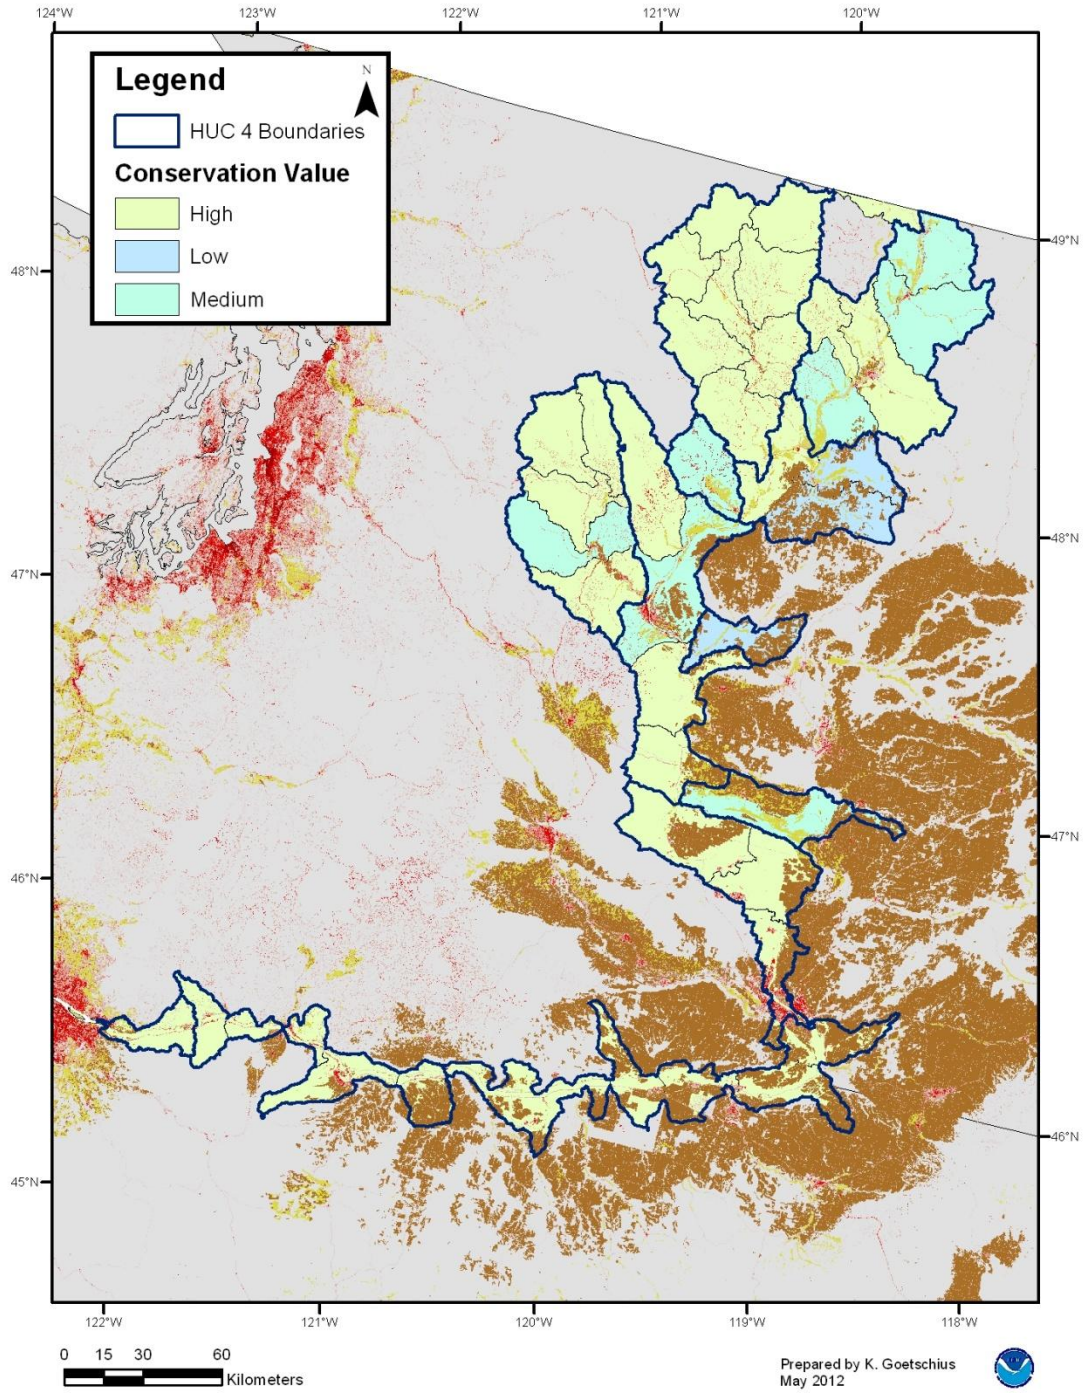 124°W 123°W 122°W 121°W 120°W
Legend
N
HUC 4 Boundaries
Conservation Value
High
Low
Medium
49°N
48°N
48°N
47°N
47°N
46°N
46°N
45°N
122°W 121°W 120°W 119°W 118°W
0 15 30 60
Kilometers
Prepared by K. Goetschius
May 2012